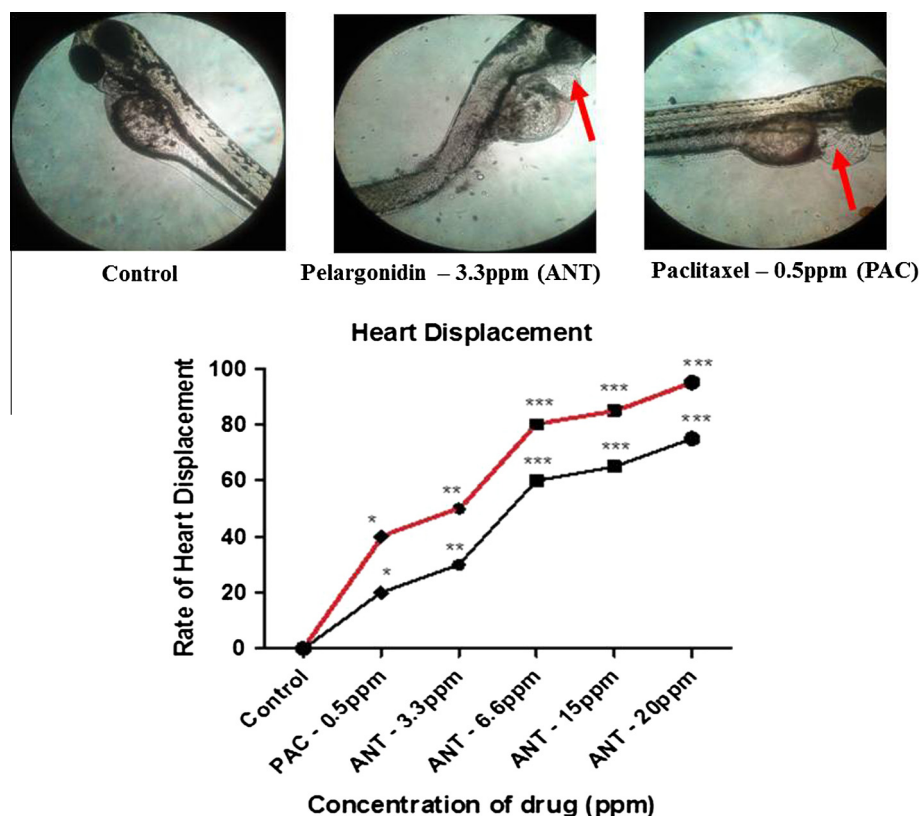 Control
Pelargonidin – 3.3ppm (ANT)
Paclitaxel – 0.5ppm (PAC)
Heart Displacement
Rate of Heart Displacement
100
80
60
40
20
0
***
***
***
***
***
***
**
**
*
*
Control
PAC - 0.5ppm
ANT - 3.3ppm
ANT - 6.6ppm
ANT - 15ppm
ANT - 20ppm
Concentration of drug (ppm)